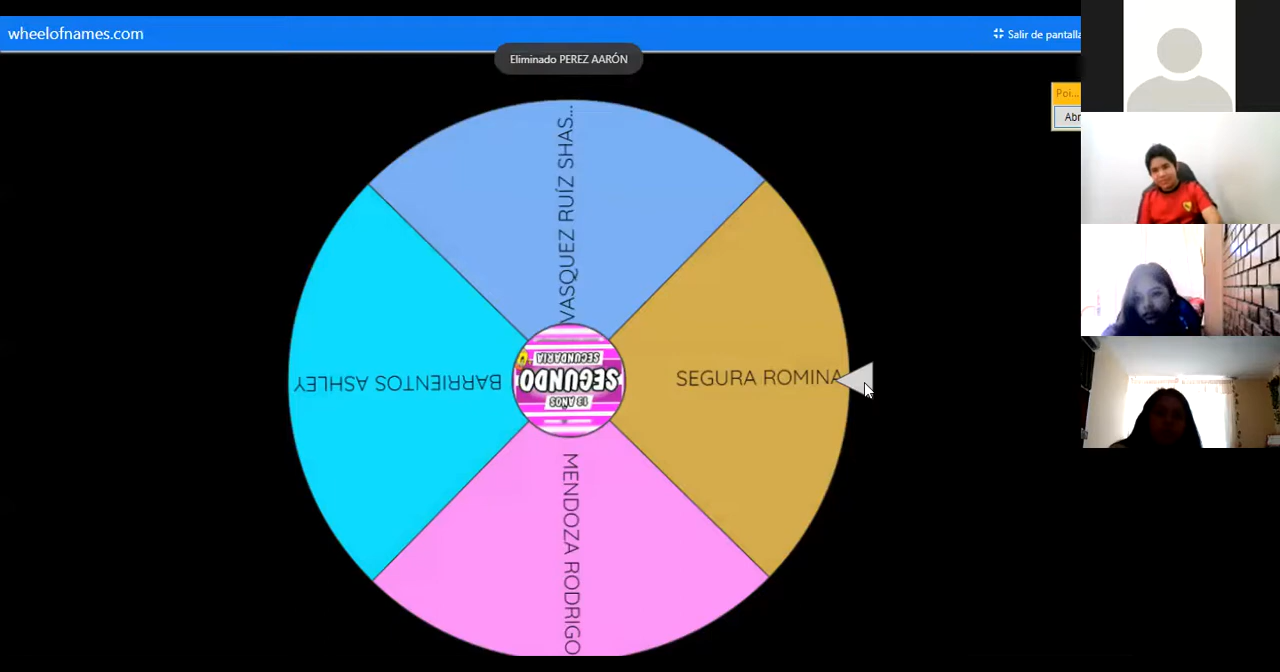 wheelofnames.com
Salir de pantalla
Eliminado PEREZ AARÓN
Poi...
Abr
VASQUEZ RUÍZ SHAS...
SEGURA ROMINA
BARRIENTOS ASHLEY
SEGUNDO
SECUNDARIA
13 AÑOS
MENDOZA RODRIGO